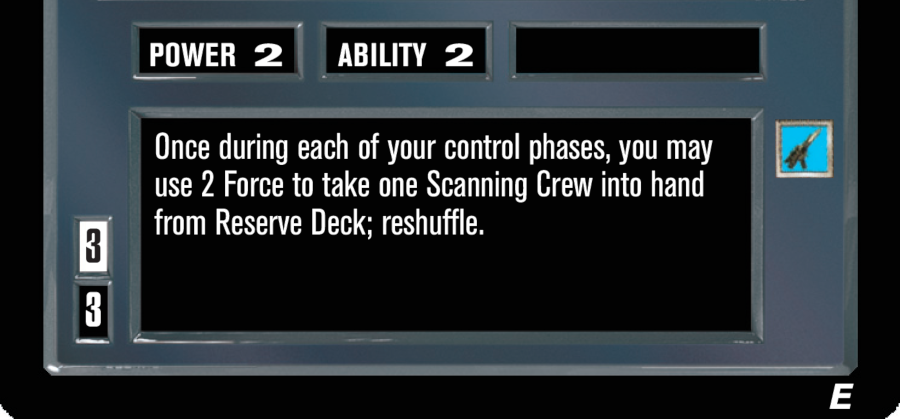 POWER 2 ABILITY 2
Once during each of your control phases, you may
use 2 Force to take one Scanning Crew into hand
from Reserve Deck; reshuffle.
3
3
E